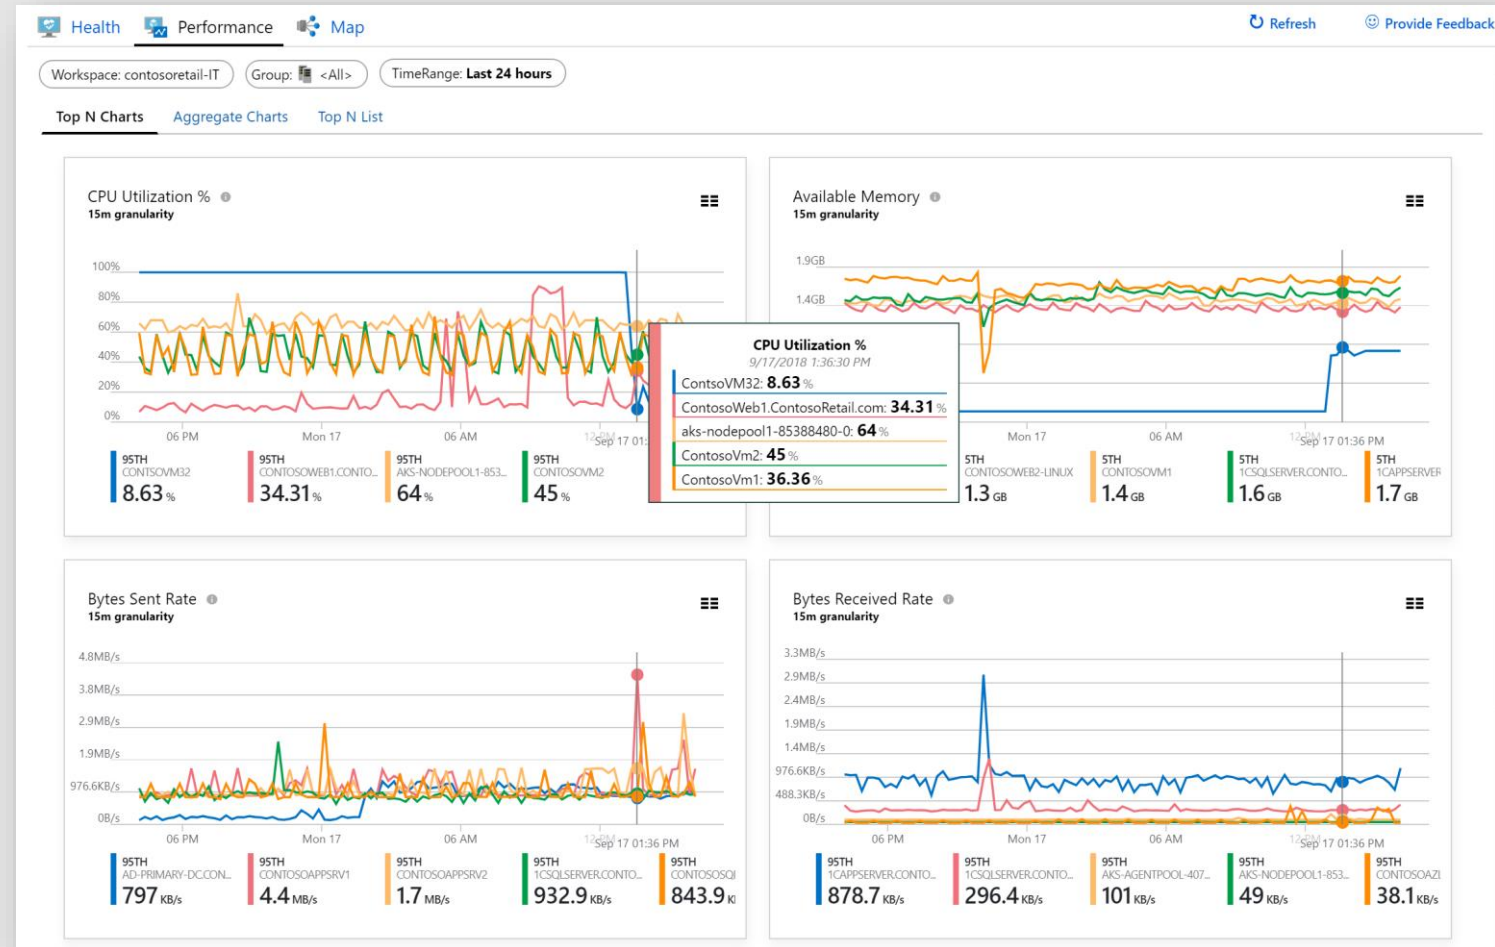 Health Performance Map Refresh Provide Feedback
Workspace: contosoretail-IT Group: <All> TimeRange: Last 24 hours
Top N Charts Aggregate Charts Top N List
CPU Utilization %
15m granularity
100%
80%
60%
40%
20%
0%
06 PM Mon 17 06 AM Sep 17 01:
95TH
CONTSOVM32
8.63 %
95TH
CONTOSOWEB1.CONTO...
34.31 %
95TH
AKS-NODEPOOL1-853...
64 %
95TH
CONTOSOVM2
45 %
CPU Utilization %
9/17/2018 1:36:30 PM
ContsoVM32: 8.63 %
ContosoWeb1.ContosoRetail.com: 34.31 %
aks-nodepool1-85388480-0: 64 %
ContosoVm2: 45 %
ContosoVm1: 36.36 %
Available Memory
15m granularity
1.9GB
1.4GB
Mon 17 06 AM Sep 17 01:36 PM
5TH
CONTOSOWEB2-LINUX
1.3 GB
5TH
CONTOSOVM1
1.4 GB
5TH
1CSQLSERVER.CONTO...
1.6 GB
5TH
1CAPPSERVER
1.7 GB
Bytes Sent Rate
15m granularity
4.8MB/s
3.8MB/s
2.9MB/s
1.9MB/s
976.6KB/s
0B/s
06 PM Mon 17 06 AM Sep 17 01:36 PM
95TH
AD-PRIMARY-DC.CON...
797 KB/s
95TH
CONTOSOAPPSRV1
4.4 MB/s
95TH
CONTOSOAPPSRV2
1.7 MB/s
95TH
1CSQLSERVER.CONTO...
932.9 KB/s
95TH
CONTOSOSQ
843.9 K
Bytes Received Rate
15m granularity
3.3MB/s
2.9MB/s
2.4MB/s
1.9MB/s
1.4MB/s
976.6KB/s
488.3KB/s
0B/s
06 PM Mon 17 06 AM Sep 17 01:36 PM
95TH
1CAPPSERVER.CONTO...
878.7 KB/s
95TH
1CSQLSERVER.CONTO...
296.4 KB/s
95TH
AKS-AGENTPOOL-407...
101 KB/s
95TH
AKS-NODEPOOL1-853...
49 KB/s
95TH
CONTOSOAZ
38.1 KB/s